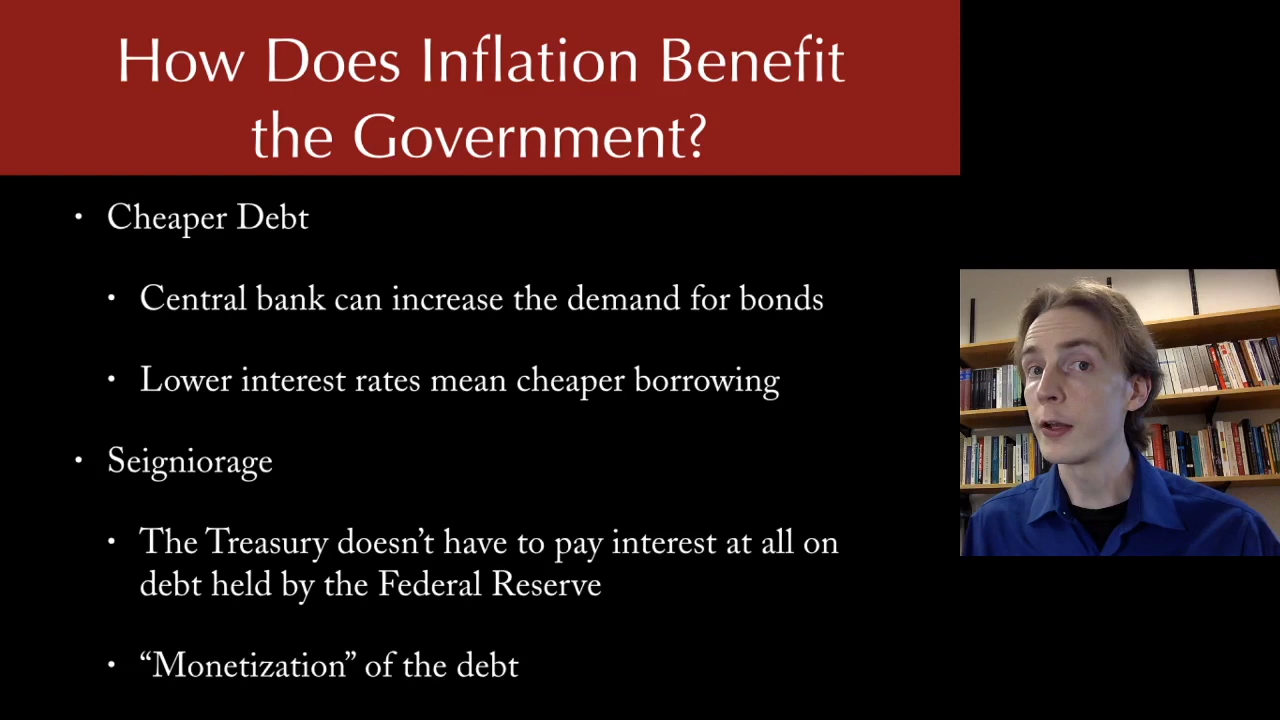 How Does Inflation Benefit
the Government?
• Cheaper Debt
• Central bank can increase the demand for bonds
• Lower interest rates mean cheaper borrowing
• Seigniorage
• The Treasury doesn’t have to pay interest at all on
debt held by the Federal Reserve
• “Monetization” of the debt